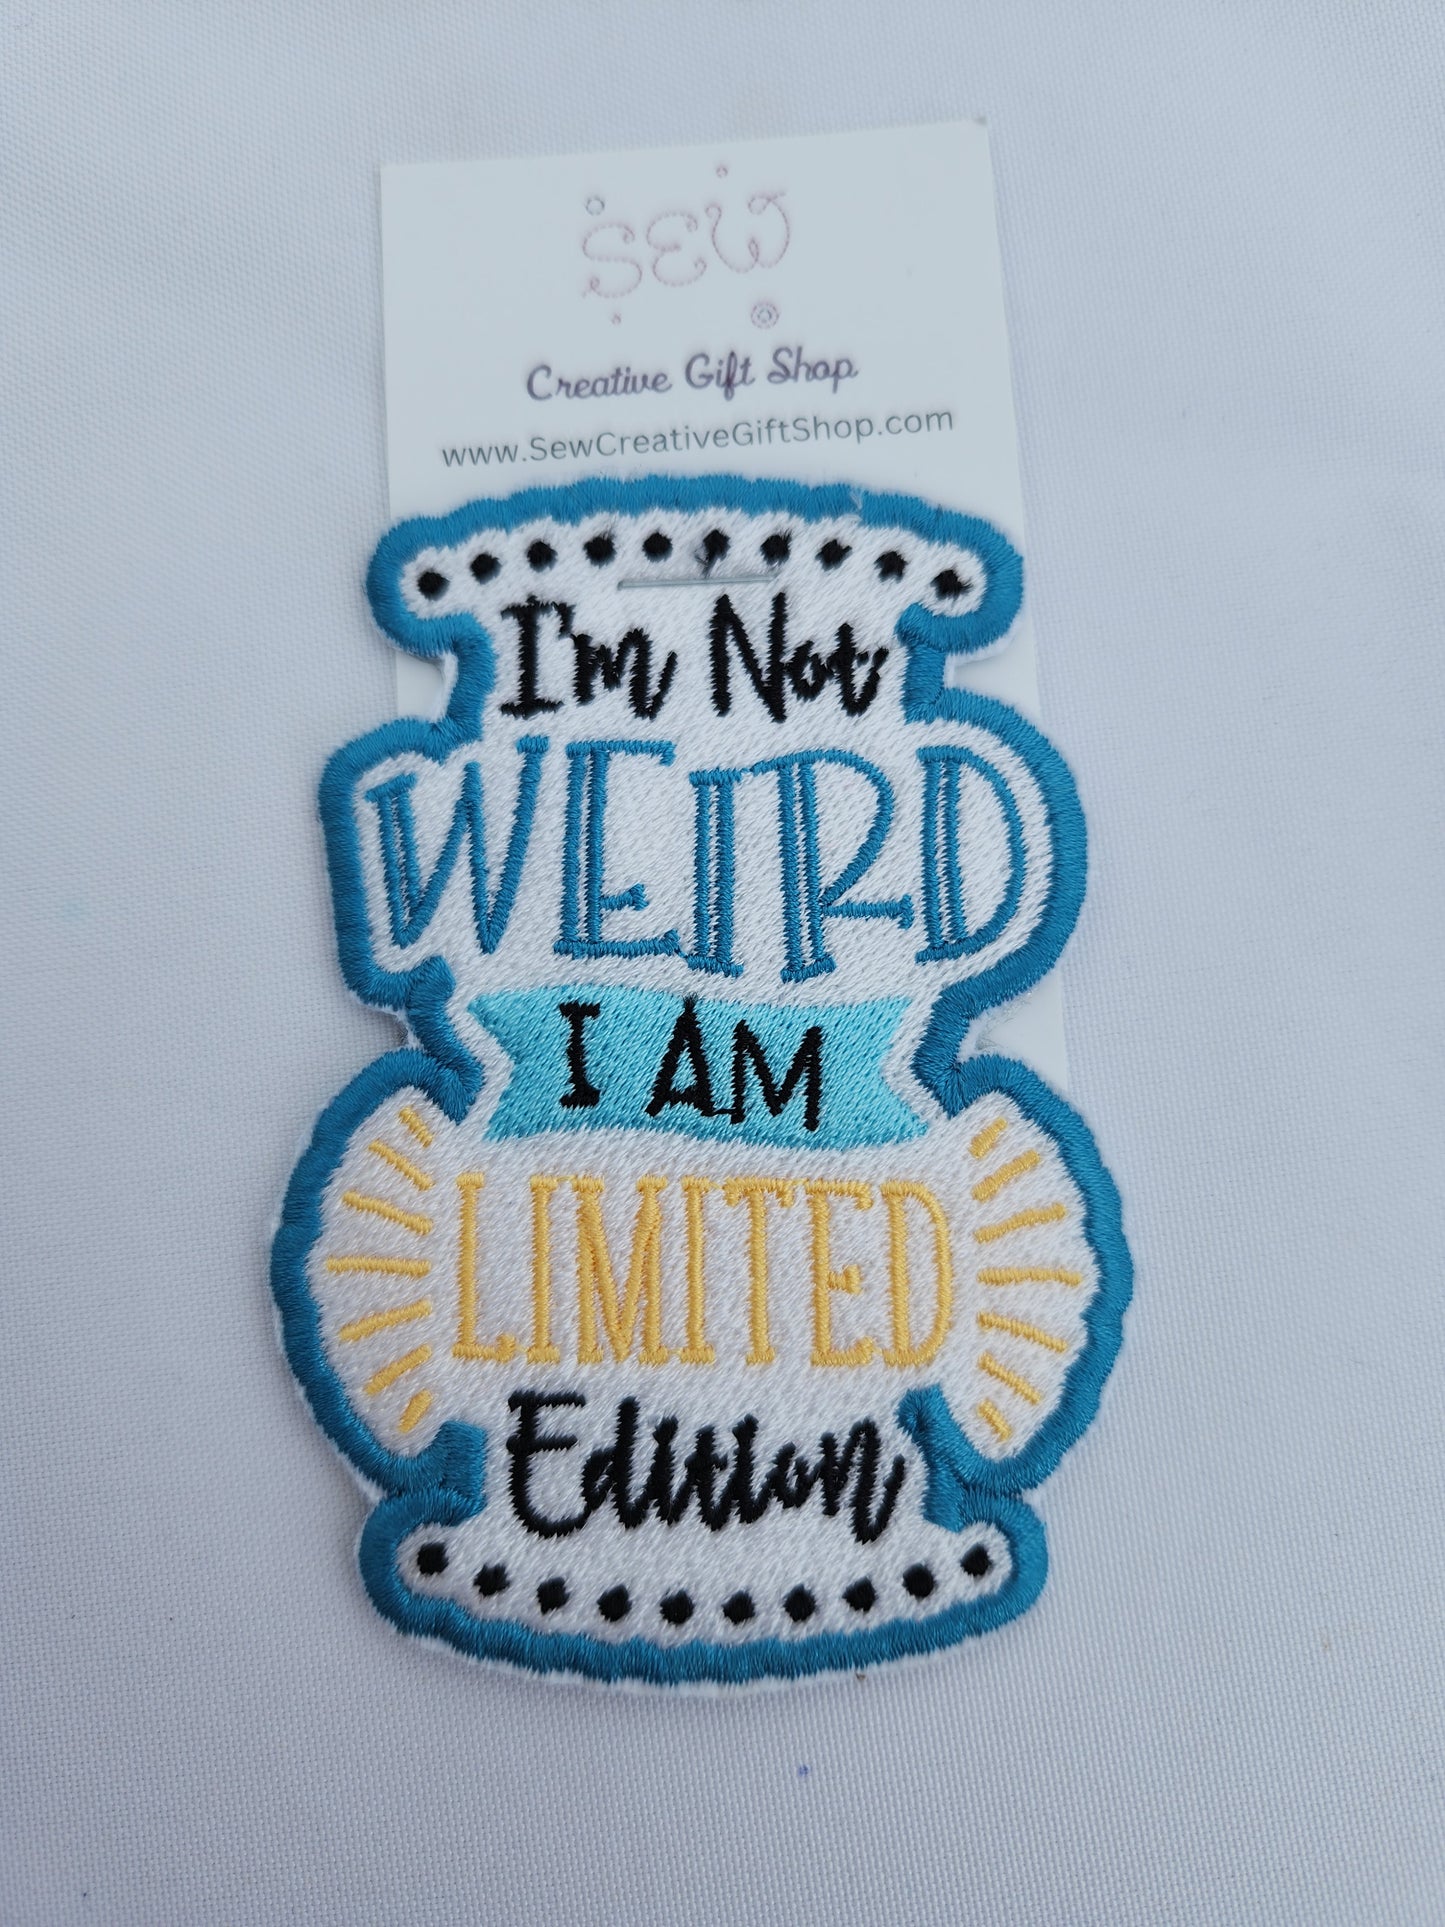 SEW
Creative Gift Shop
www.SewCreativeGiftShop.com
I'm Not
WEIRD
I AM
LIMITED
Edition